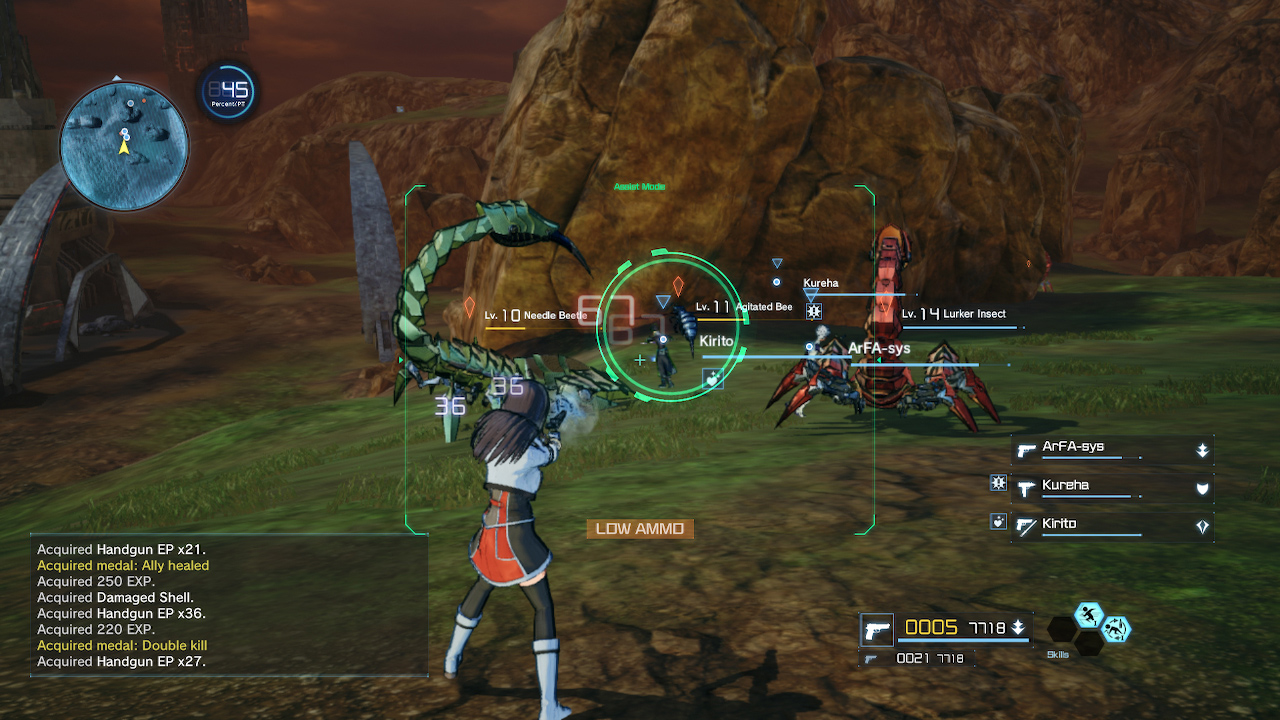 45
Percent/PT
Assist Mode
Kureha
Lv. 10 Needle Beetle
Lv. 11 Agitated Bee
Lv. 14 Lurker Insect
Kirito
ArFA-sys
36
36
ArFA-sys
Kureha
Kirito
LOW AMMO
Acquired Handgun EP x21.
Acquired medal: Ally healed
Acquired 250 EXP.
Acquired Damaged Shell.
Acquired Handgun EP x36.
Acquired 220 EXP.
Acquired medal: Double kill
Acquired Handgun EP x27.
0005 7718
0021 7718
Skills